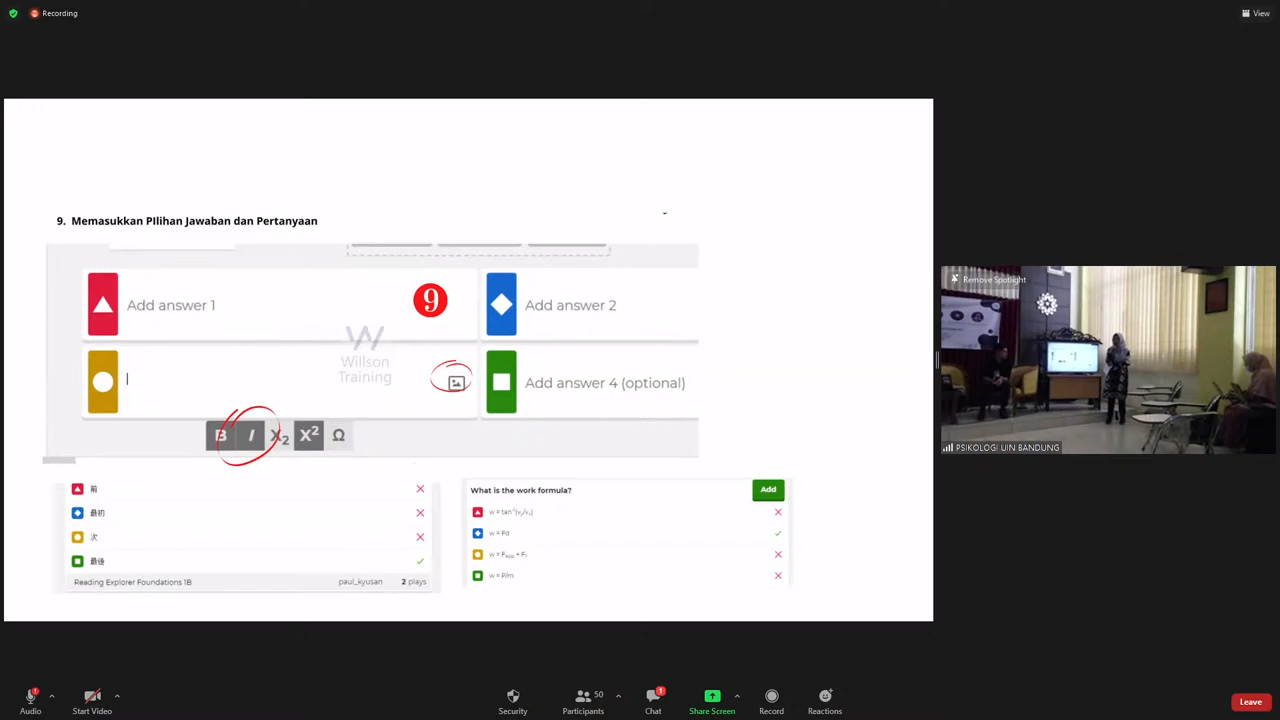 Recording
View
9. Memasukkan PIlihan Jawaban dan Pertanyaan
Add answer 1
9
Add answer 2
Willson
Training
Add answer 4 (optional)
B I X₂ X² Ω
前
最初
次
最後
Reading Explorer Foundations 1B paul_kyusan 2 plays
What is the work formula?
Add
w = Fd
w = P/m
Remove Spotlight
PSIKOLOGI UIN BANDUNG
Audio
Start Video
Security
Participants
50
Chat
1
Share Screen
Record
Reactions
Leave